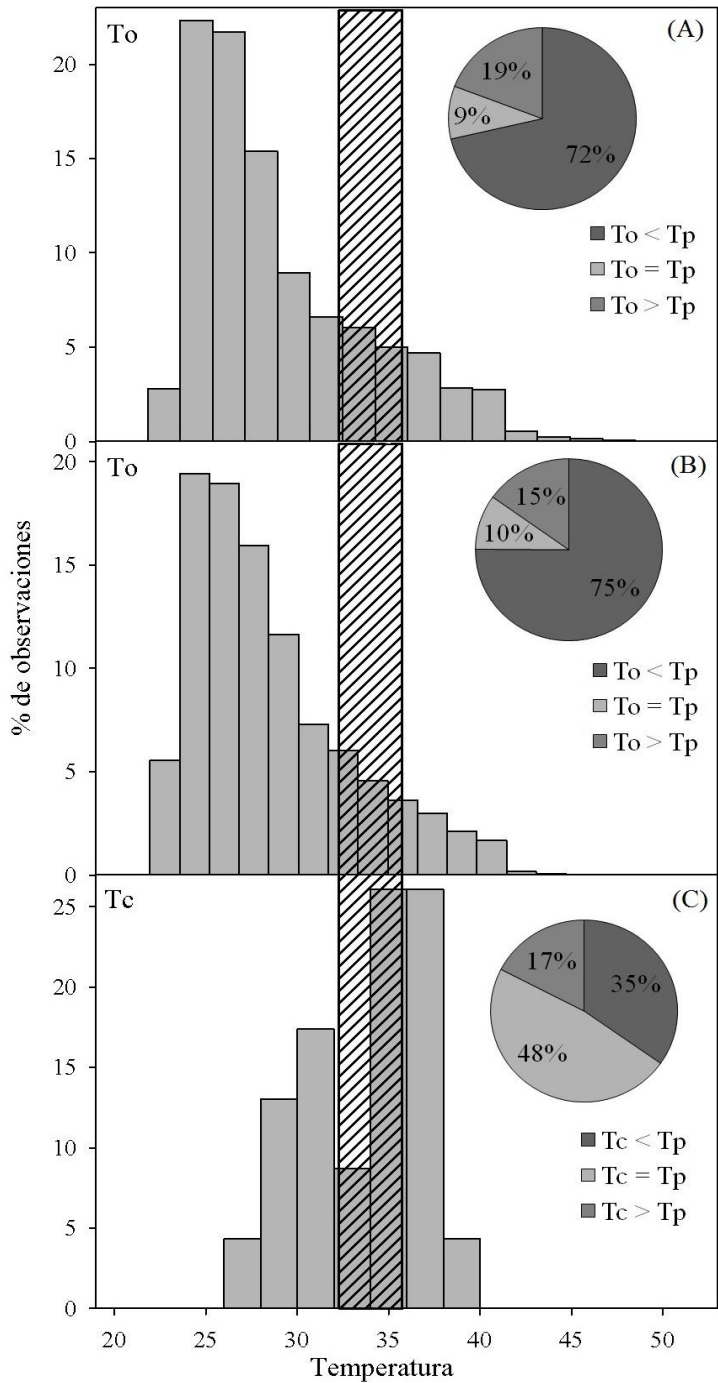 To
(A)
20
15
10
5
0
19%
9%
72%
To < Tp
To = Tp
To > Tp
To
(B)
20
15
10
5
0
15%
10%
75%
To < Tp
To = Tp
To > Tp
% de observaciones
Tc
(C)
25
20
15
10
5
0
17%
35%
48%
Tc < Tp
Tc = Tp
Tc > Tp
20 25 30 35 40 45 50
Temperatura